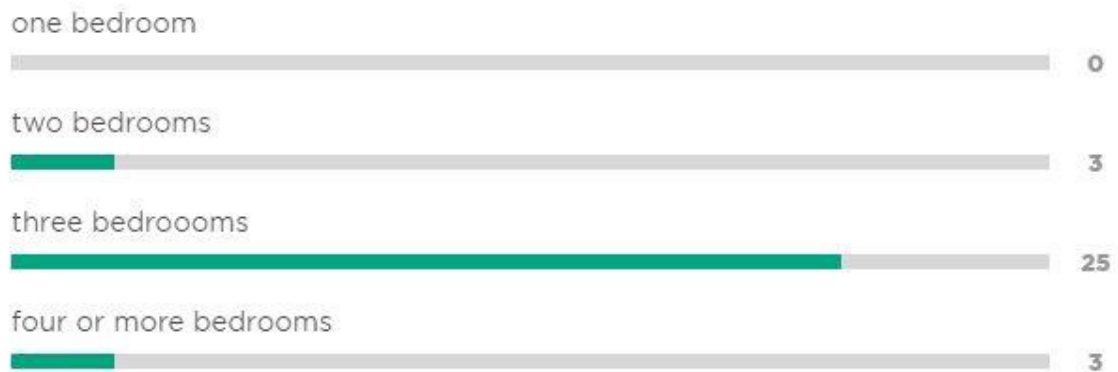 one bedroom
0
two bedrooms
3
three bedroooms
25
four or more bedrooms
3